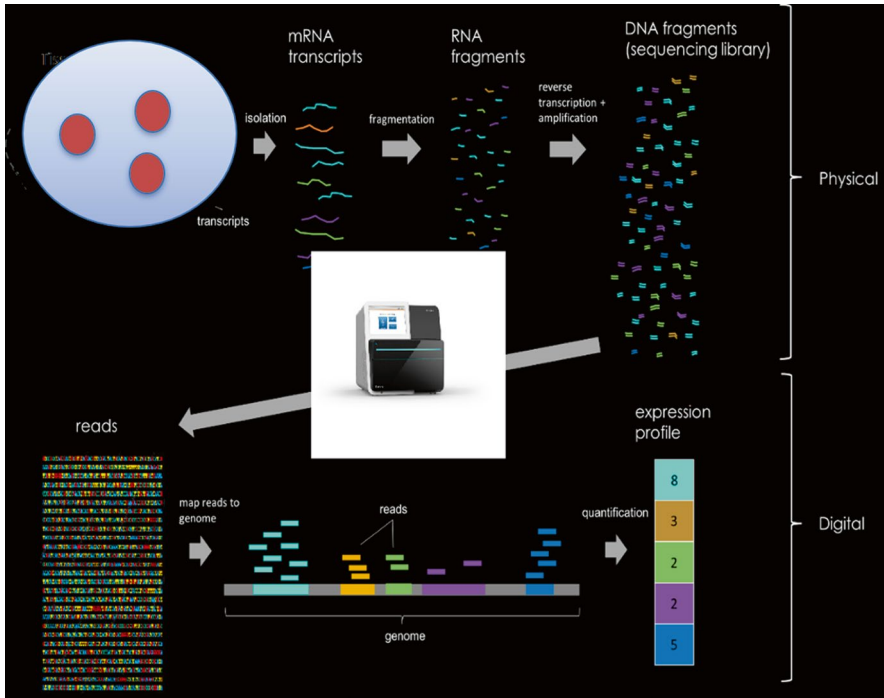 mRNA
transcripts
RNA
fragments
DNA fragments
(sequencing library)
isolation
fragmentation
reverse
transcription +
amplification
transcripts
Physical
reads
map reads to
genome
reads
genome
quantification
expression
profile
8
3
2
2
5
Digital